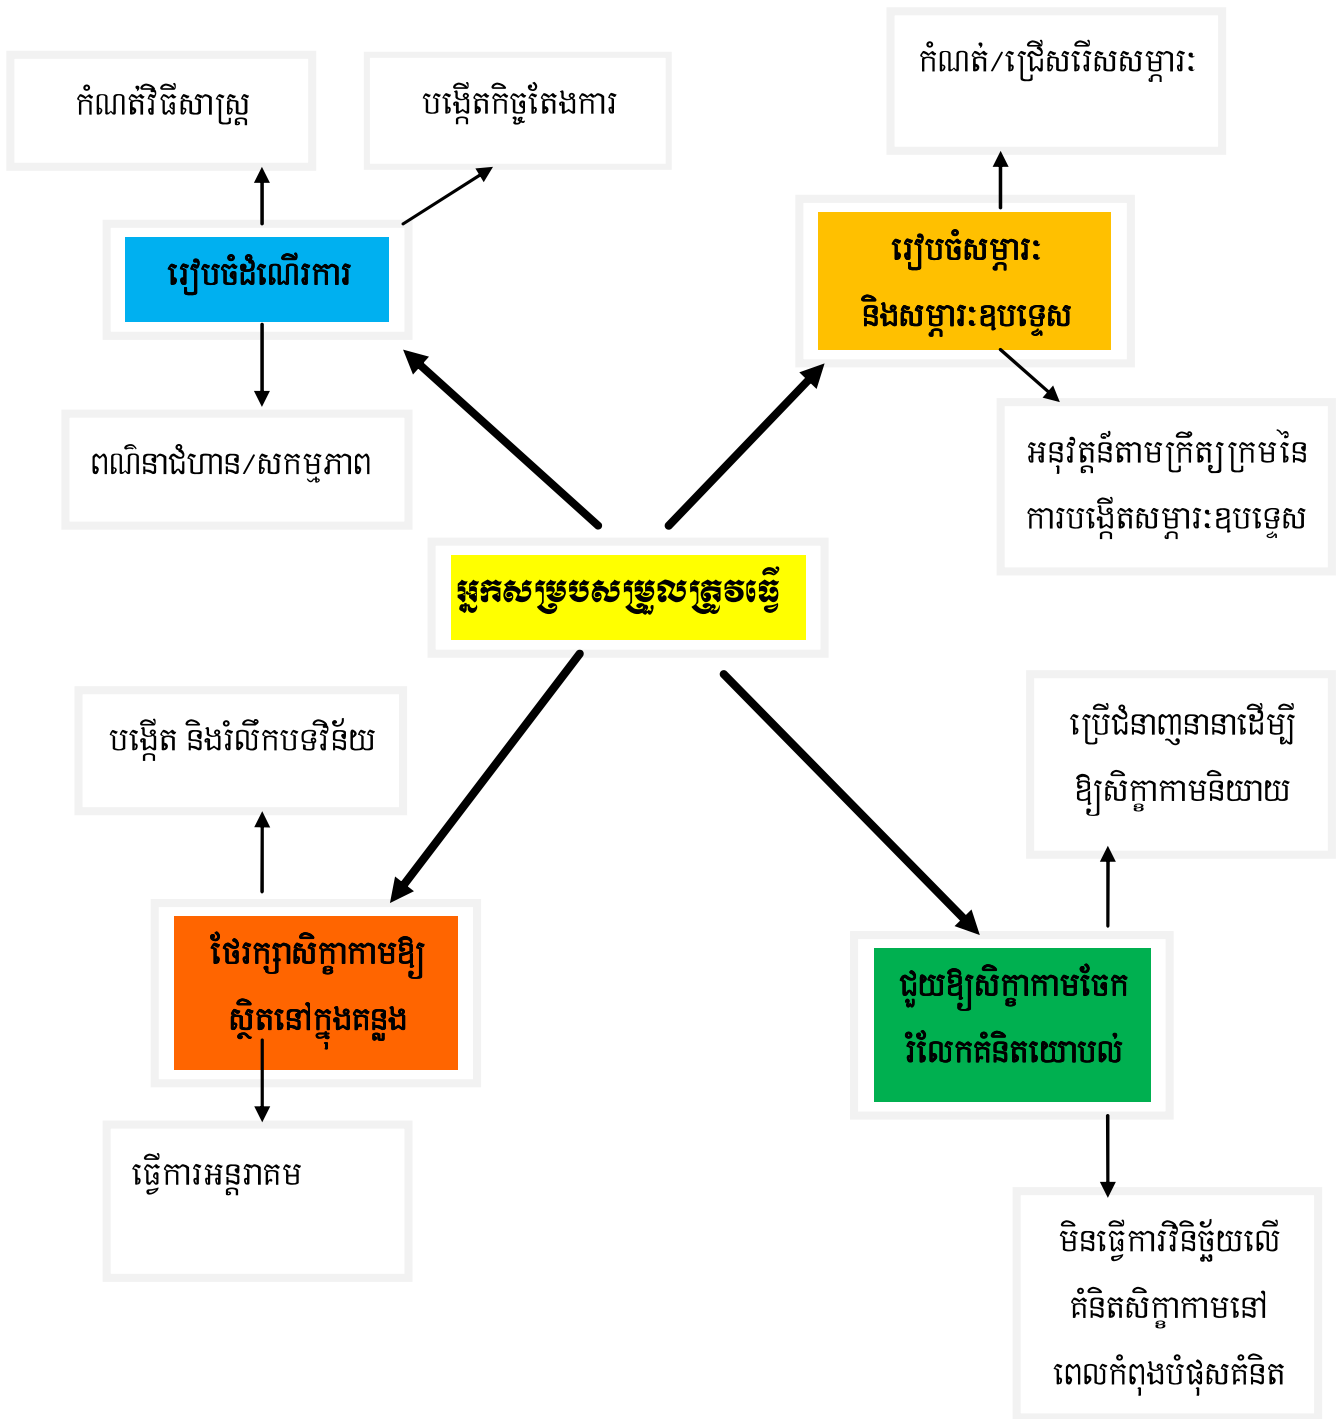 កំណត់វិធីសាស្ត្រ
បង្កើតកិច្ចតែងការ
កំណត់/ជ្រើសរើសសម្ភារៈ
រៀបចំដំណើរការ
រៀបចំសម្ភារៈ
និងសម្ភារៈឧបទ្ទេស
ពណ៌នាជំហាន/សកម្មភាព
អនុវត្តន៍តាមក្រឹត្យក្រមនៃ
ការបង្កើតសម្ភារៈឧបទ្ទេស
អ្នកសម្របសម្រួលត្រូវធ្វើ
បង្កើត និងរំលឹកបទវិន័យ
ប្រើជំនាញនានាដើម្បី
ឱ្យសិក្ខាកាមនិយាយ
ថែរក្សាសិក្ខាកាមឱ្យ
ស្ថិតនៅក្នុងគន្លង
ជួយឱ្យសិក្ខាកាមចែក
រំលែកគំនិតយោបល់
ធ្វើការអន្តរាគម
មិនធ្វើការវិនិច្ឆ័យលើ
គំនិតសិក្ខាកាមនៅ
ពេលកំពុងបំផុសគំនិត